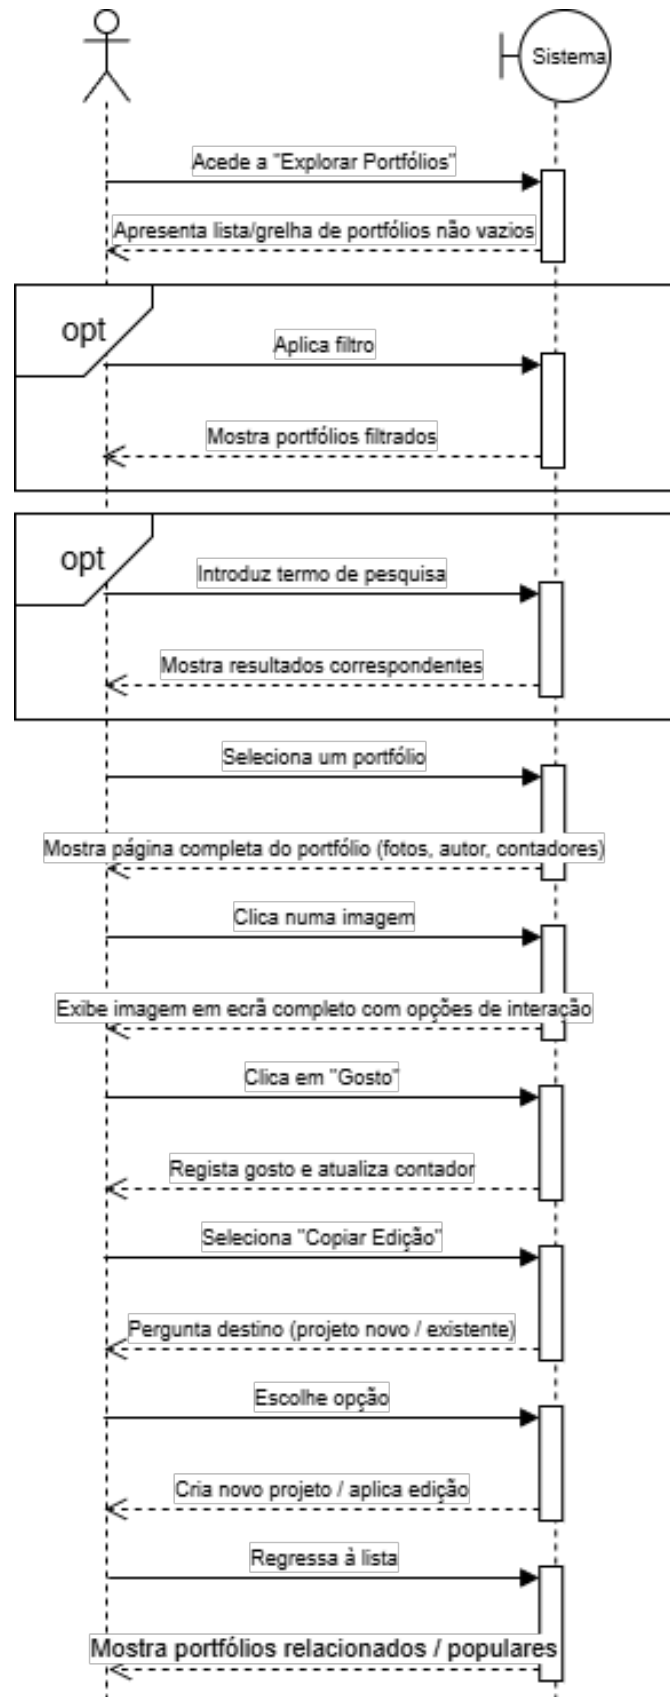 Sistema
Acede a "Explorar Portfólios"
Apresenta lista/grelha de portfólios não vazios
opt
Aplica filtro
Mostra portfólios filtrados
opt
Introduz termo de pesquisa
Mostra resultados correspondentes
Seleciona um portfólio
Mostra página completa do portfólio (fotos, autor, contadores)
Clica numa imagem
Exibe imagem em ecrã completo com opções de interação
Clica em "Gosto"
Regista gosto e atualiza contador
Seleciona "Copiar Edição"
Pergunta destino (projeto novo / existente)
Escolhe opção
Cria novo projeto / aplica edição
Regressa à lista
Mostra portfólios relacionados / populares